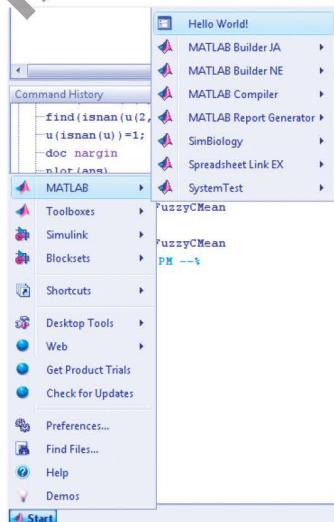 Hello World!
MATLAB Builder JA
MATLAB Builder NE
MATLAB Compiler
MATLAB Report Generator
SimBiology
Spreadsheet Link EX
SystemTest
Command History
find(isnan(u(2,
u(isnan(u))=1;
doc nargin
plot(ans)
FuzzyCMean
FuzzyCMean
PM --%
MATLAB
Toolboxes
Simulink
Blocksets
Shortcuts
Desktop Tools
Web
Get Product Trials
Check for Updates
Preferences...
Find Files...
Help
Demos
Start